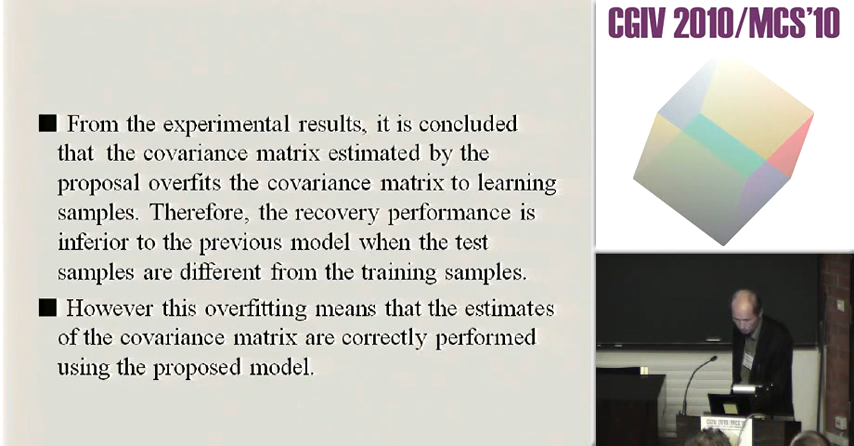 CGIV 2010/MCS'10
■ From the experimental results, it is concluded
that the covariance matrix estimated by the
proposal overfits the covariance matrix to learning
samples. Therefore, the recovery performance is
inferior to the previous model when the test
samples are different from the training samples.
■ However this overfitting means that the estimates
of the covariance matrix are correctly performed
using the proposed model.